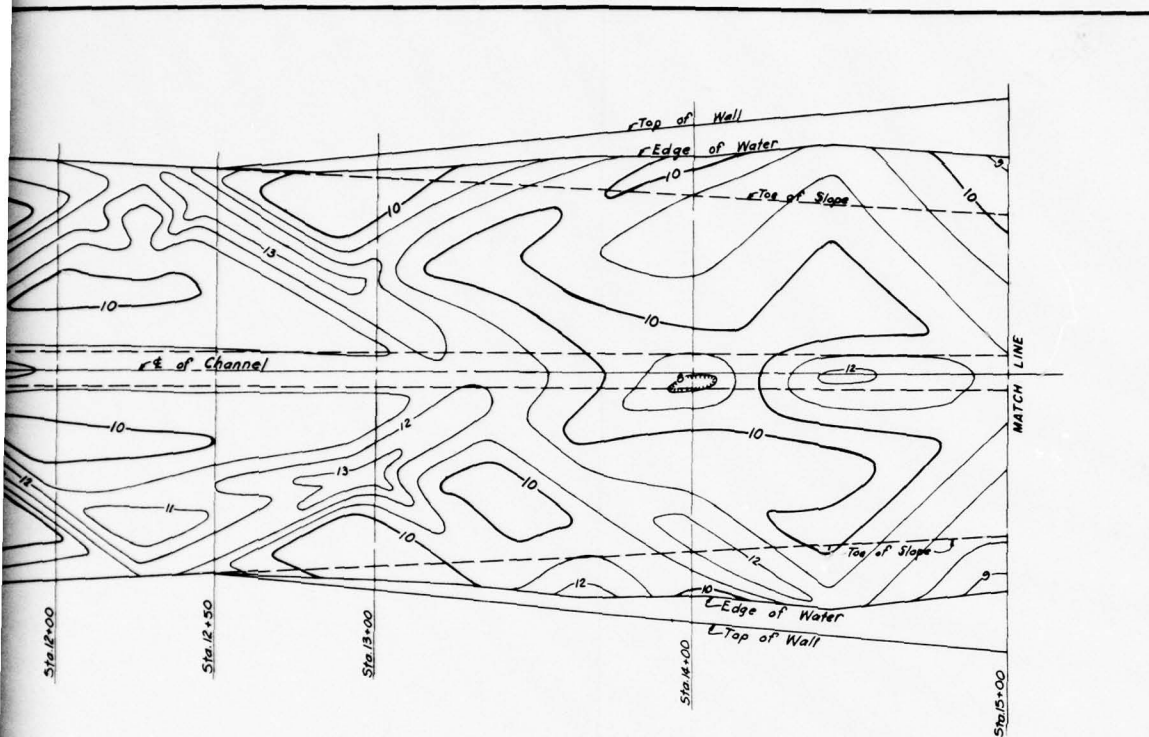 Top of Wall
Edge of Water
10
9
10
Toe of Slope
10
13
10
10
℄ of Channel
MATCH LINE
12
8
12
10
10
12
13
10
11
10
Toe of Slope
12
12
10
9
Edge of Water
Top of Wall
Sta.12+00
Sta.12+50
Sta.13+00
Sta.14+00
Sta.15+00